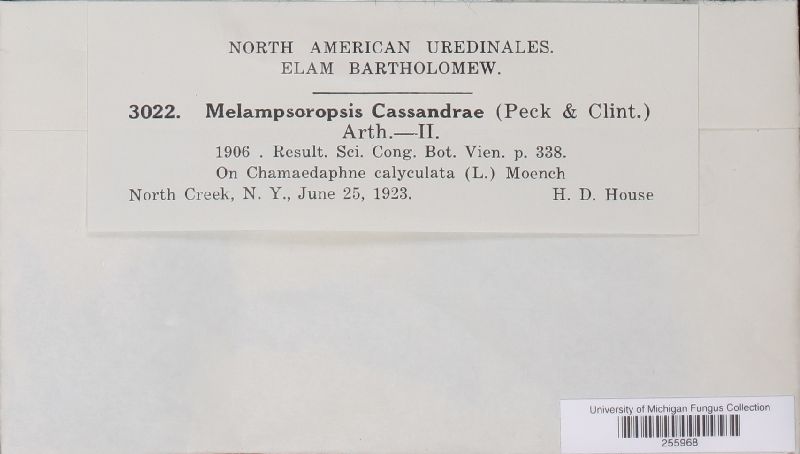 NORTH AMERICAN UREDINALES.
ELAM BARTHOLOMEW.
3022. Melampsoropsis Cassandrae (Peck & Clint.)
Arth.—II.
1906 . Result. Sci. Cong. Bot. Vien. p. 338.
On Chamaedaphne calyculata (L.) Moench
North Creek, N. Y., June 25, 1923. H. D. House
University of Michigan Fungus Collection
255968